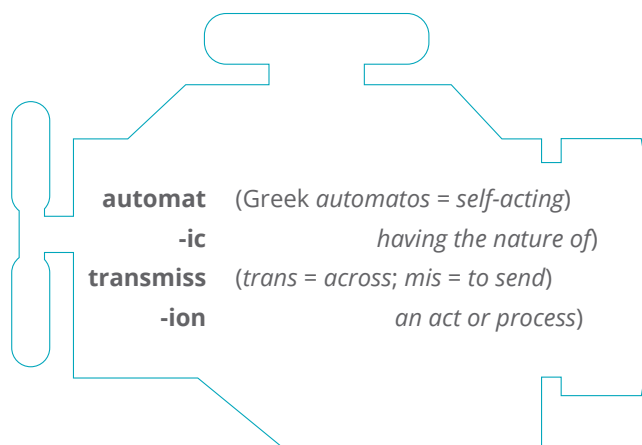 automat (Greek automatos = self-acting)
-ic having the nature of)
transmiss (trans = across; mis = to send)
-ion an act or process)